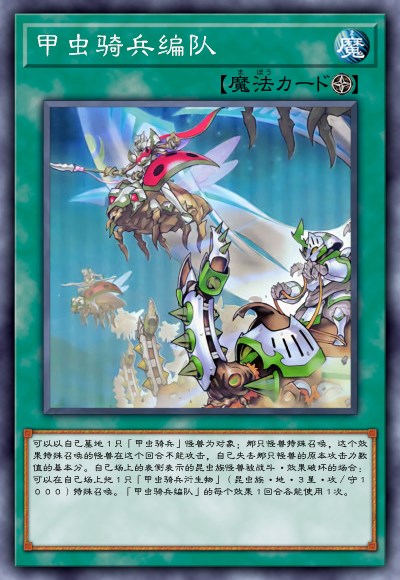 甲虫骑兵编队
魔
【魔法カード】
まほう
可以以自己墓地1只「甲虫骑兵」怪兽为对象；那只怪兽特殊召唤。这个效
果特殊召唤的怪兽在这个回合不能攻击，自己失去那只怪兽的原本攻击力数
值的基本分。自己场上的表侧表示的昆虫族怪兽被战斗・效果破坏的场合；
可以在自己场上把1只「甲虫骑兵衍生物」（昆虫族・地・3星・攻/守1
000）特殊召唤。「甲虫骑兵编队」的每个效果1回合各能使用1次。